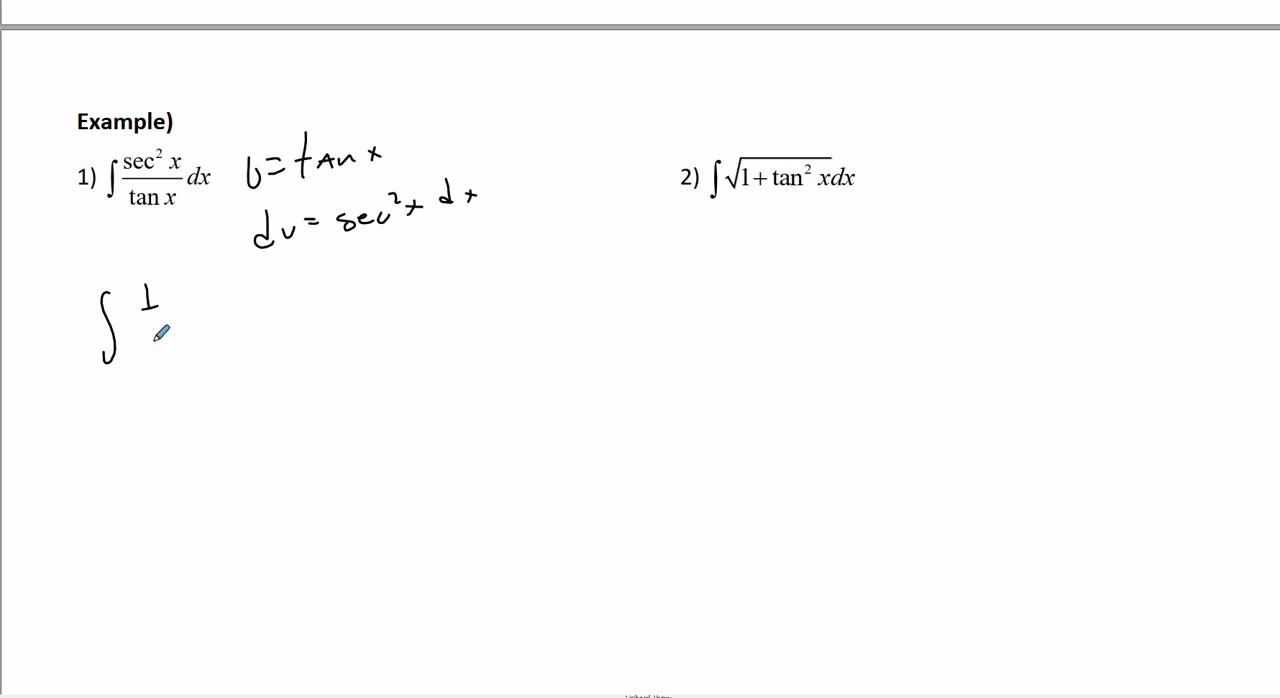 Example)
1) ∫ sec² x / tan x dx
u = tan x
du = sec² x dx
∫ 1
2) ∫ √1 + tan² x dx